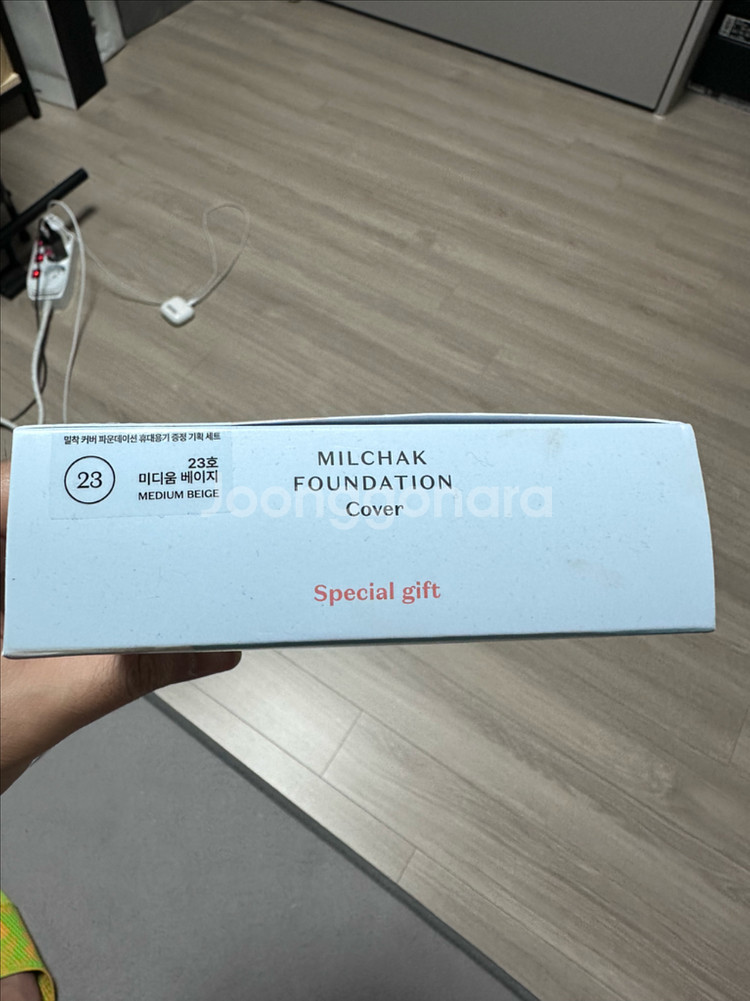 밀착 커버 파운데이션 휴대용기 증정 기획 세트
23
23호
미디움 베이지
MEDIUM BEIGE
MILCHAK
FOUNDATION
Cover
Joonggonara
Special gift